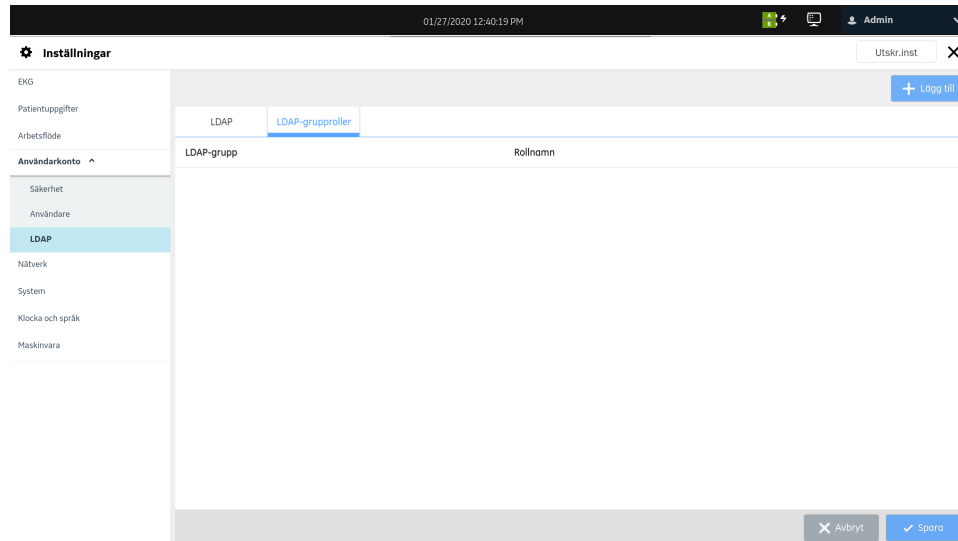 01/27/2020 12:40:19 PM
A
B
Admin
Inställningar
Utskr.inst
EKG
Patientuppgifter
Arbetsflöde
Användarkonto
Säkerhet
Användare
LDAP
Nätverk
System
Klocka och språk
Maskinvara
Lägg till
LDAP LDAP-grupproller
LDAP-grupp Rollnamn
Avbryt Spara